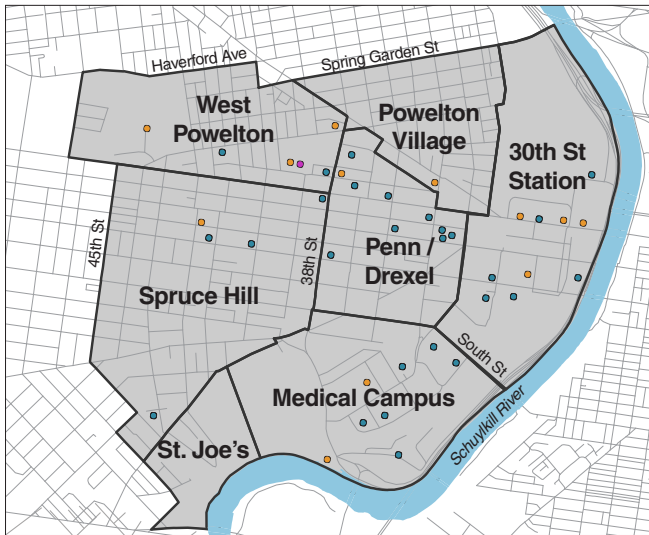 Haverford Ave
Spring Garden St
West
Powelton
Powelton
Village
30th St
Station
45th St
38th St
Penn /
Drexel
Spruce Hill
South St
Medical Campus
St. Joe's
Schuylkill River